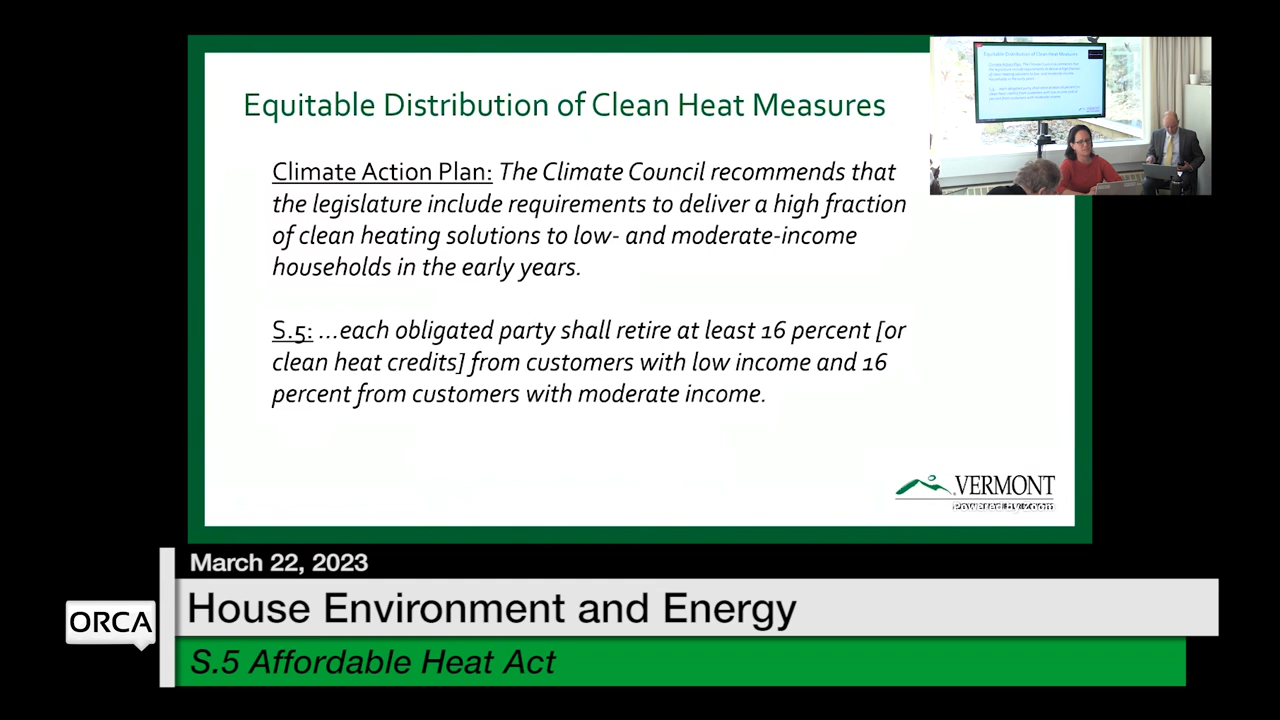 Equitable Distribution of Clean Heat Measures
Climate Action Plan: The Climate Council recommends that
the legislature include requirements to deliver a high fraction
of clean heating solutions to low- and moderate-income
households in the early years.
S.5: ...each obligated party shall retire at least 16 percent [or
clean heat credits] from customers with low income and 16
percent from customers with moderate income.
VERMONT
Powered by Zoom
March 22, 2023
House Environment and Energy
ORCA
S.5 Affordable Heat Act